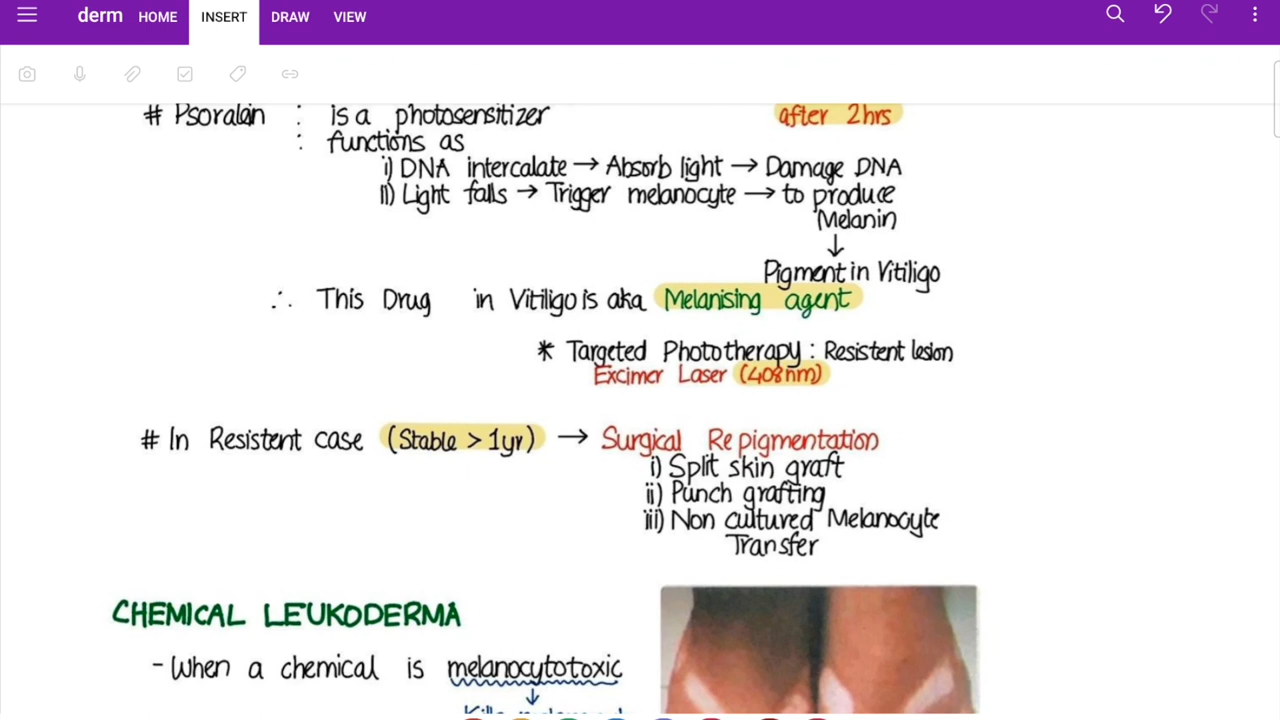 derm HOME INSERT DRAW VIEW
# Psoralain : is a photosensitizer after 2hrs
: functions as
i) DNA intercalate → Absorb light → Damage DNA
ii) Light falls → Trigger melanocyte → to produce
Melanin
↓
Pigment in Vitiligo
∴ This Drug in Vitiligo is aka Melanising agent
* Targeted Phototherapy : Resistent lesion
Excimer Laser (408nm)
# In Resistent case (Stable > 1yr) → Surgical Repigmentation
i) Split skin graft
ii) Punch grafting
iii) Non cultured Melanocyte
Transfer
CHEMICAL LEUKODERMA
- When a chemical is melanocytotoxic
↓